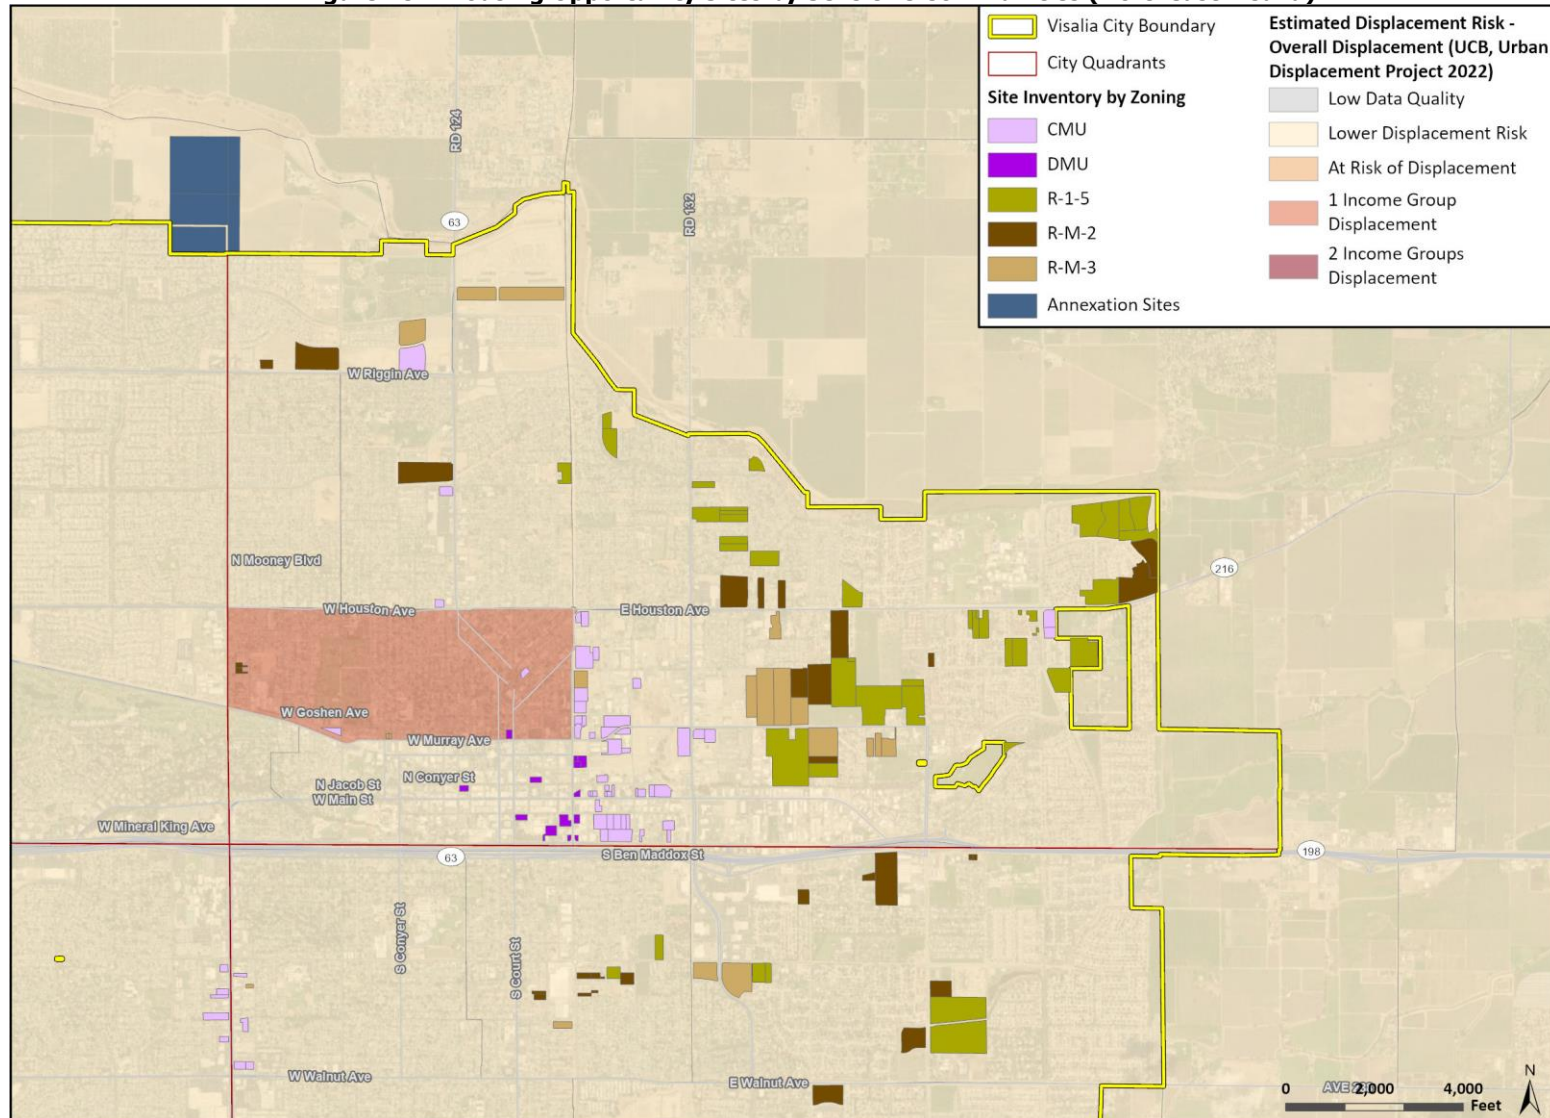 Visalia City Boundary
City Quadrants
Site Inventory by Zoning
CMU
DMU
R-1-5
R-M-2
R-M-3
Annexation Sites
Estimated Displacement Risk -
Overall Displacement (UCB, Urban
Displacement Project 2022)
Low Data Quality
Lower Displacement Risk
At Risk of Displacement
1 Income Group
Displacement
2 Income Groups
Displacement
RD 124
63
RD 132
W Riggin Ave
N Mooney Blvd
216
W Houston Ave
E Houston Ave
W Goshen Ave
W Murray Ave
N Conyer St
N Jacob St
W Main St
W Mineral King Ave
63
S Ben Maddox St
198
S Conyer St
S Court St
W Walnut Ave
E Walnut Ave
AVE
0 2,000 4,000
Feet
N